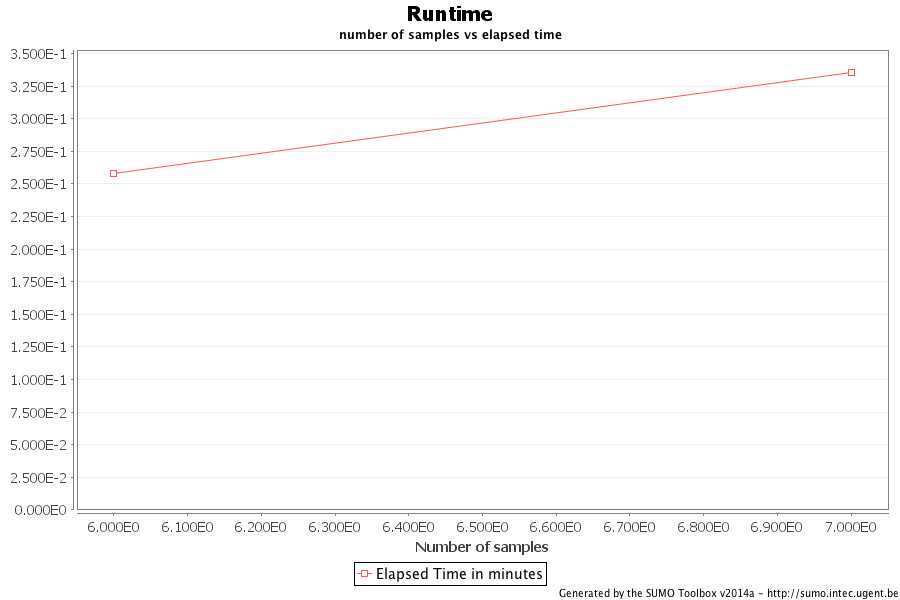 Runtime
number of samples vs elapsed time
3.500E-1
3.250E-1
3.000E-1
2.750E-1
2.500E-1
2.250E-1
2.000E-1
1.750E-1
1.500E-1
1.250E-1
1.000E-1
7.500E-2
5.000E-2
2.500E-2
0.000E0
6.000E0 6.100E0 6.200E0 6.300E0 6.400E0 6.500E0 6.600E0 6.700E0 6.800E0 6.900E0 7.000E0
Number of samples
Elapsed Time in minutes
Generated by the SUMO Toolbox v2014a - http://sumo.intec.ugent.be